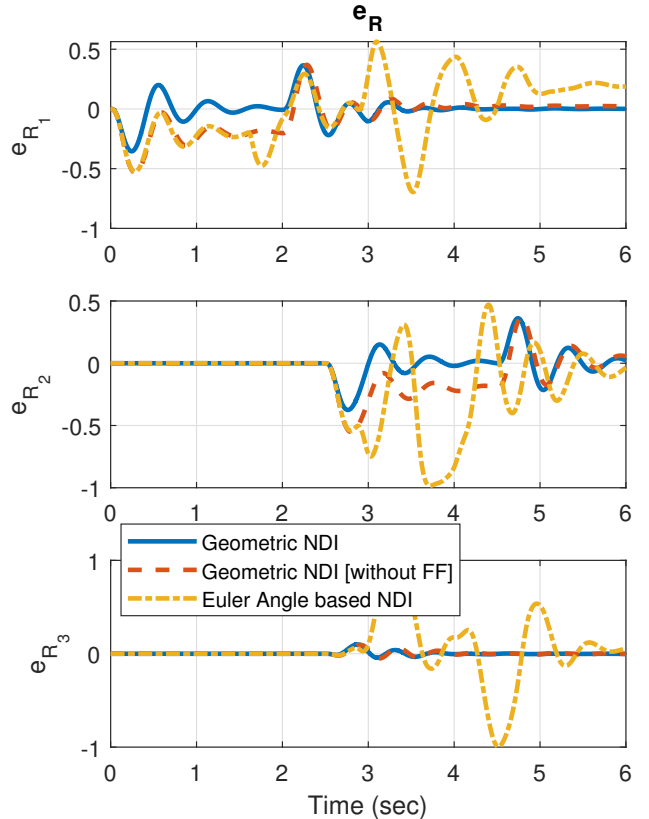 e_R
0.5
0
-0.5
-1
e_R_1
0 1 2 3 4 5 6
0.5
0
-0.5
-1
e_R_2
0 1 2 3 4 5 6
Geometric NDI
Geometric NDI [without FF]
Euler Angle based NDI
1
0
-1
e_R_3
0 1 2 3 4 5 6
Time (sec)